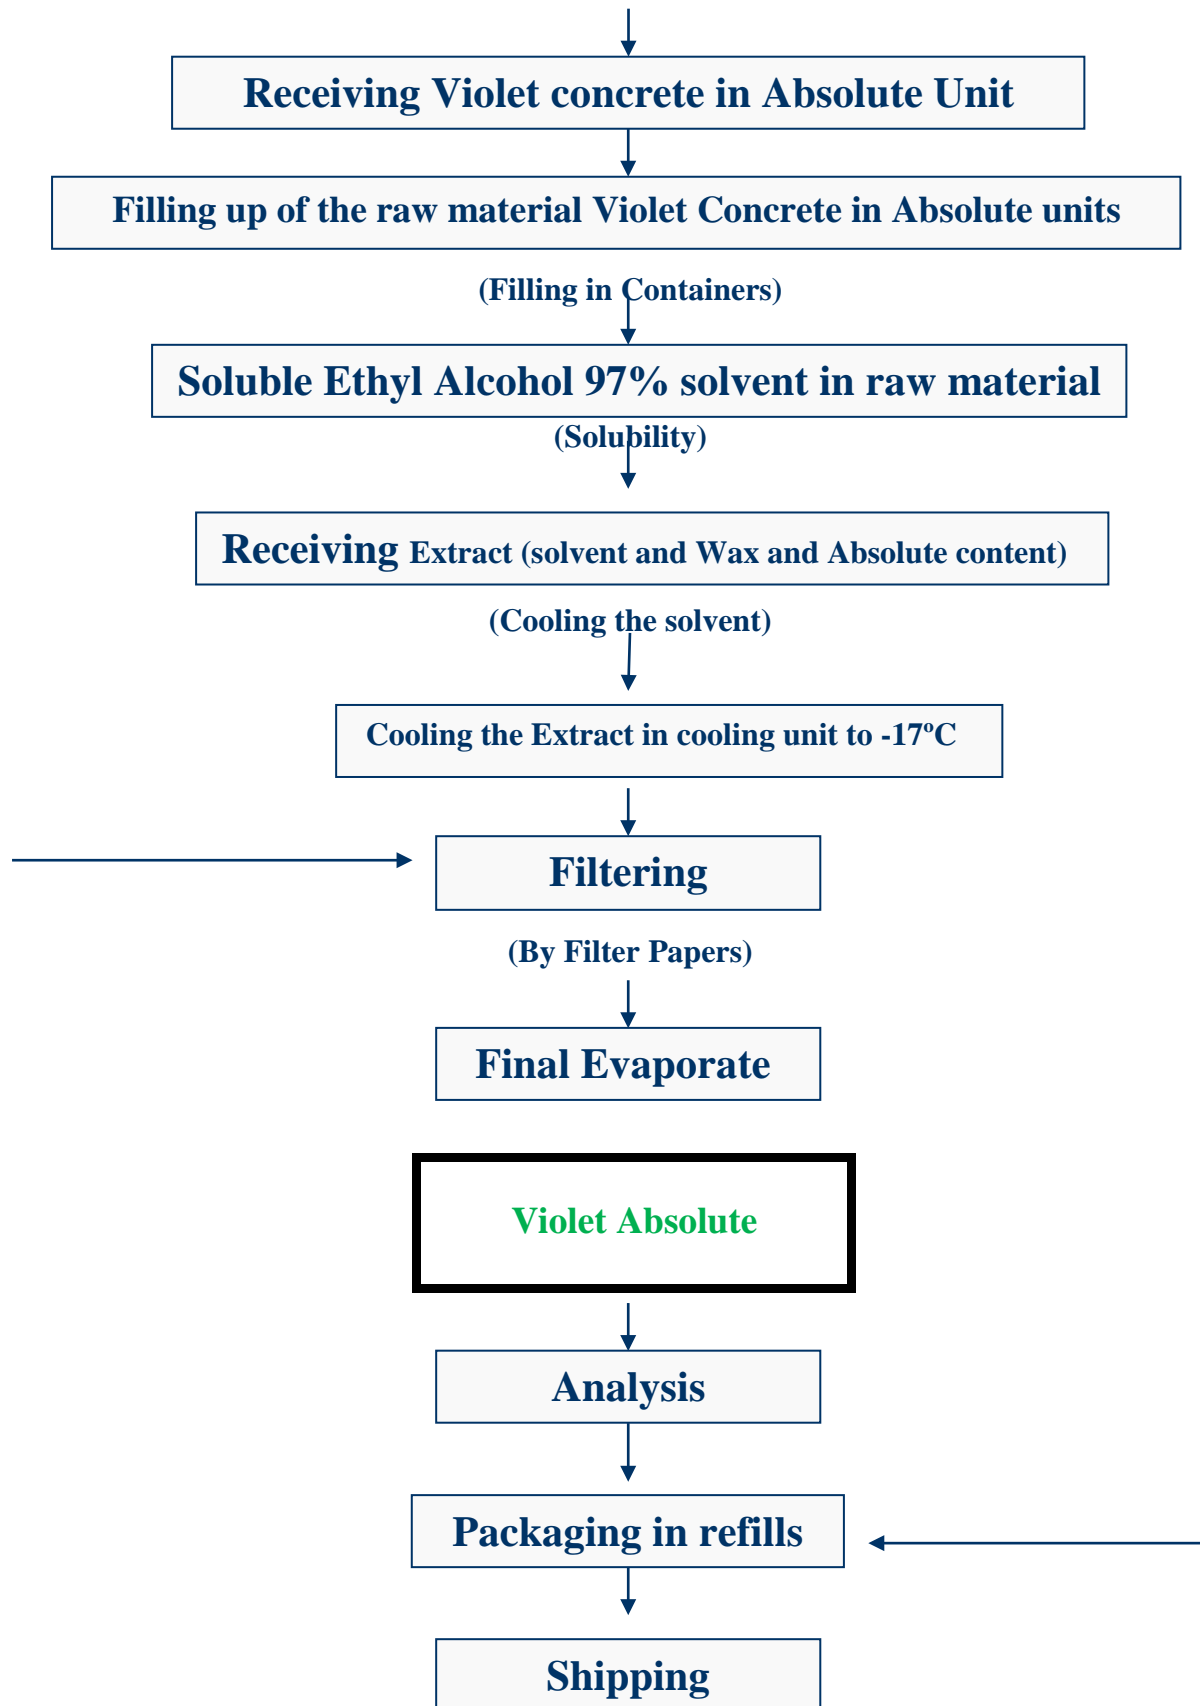 Receiving Violet concrete in Absolute Unit
Filling up of the raw material Violet Concrete in Absolute units
(Filling in Containers)
Soluble Ethyl Alcohol 97% solvent in raw material
(Solubility)
Receiving Extract (solvent and Wax and Absolute content)
(Cooling the solvent)
Cooling the Extract in cooling unit to -17ºC
Filtering
(By Filter Papers)
Final Evaporate
Violet Absolute
Analysis
Packaging in refills
Shipping